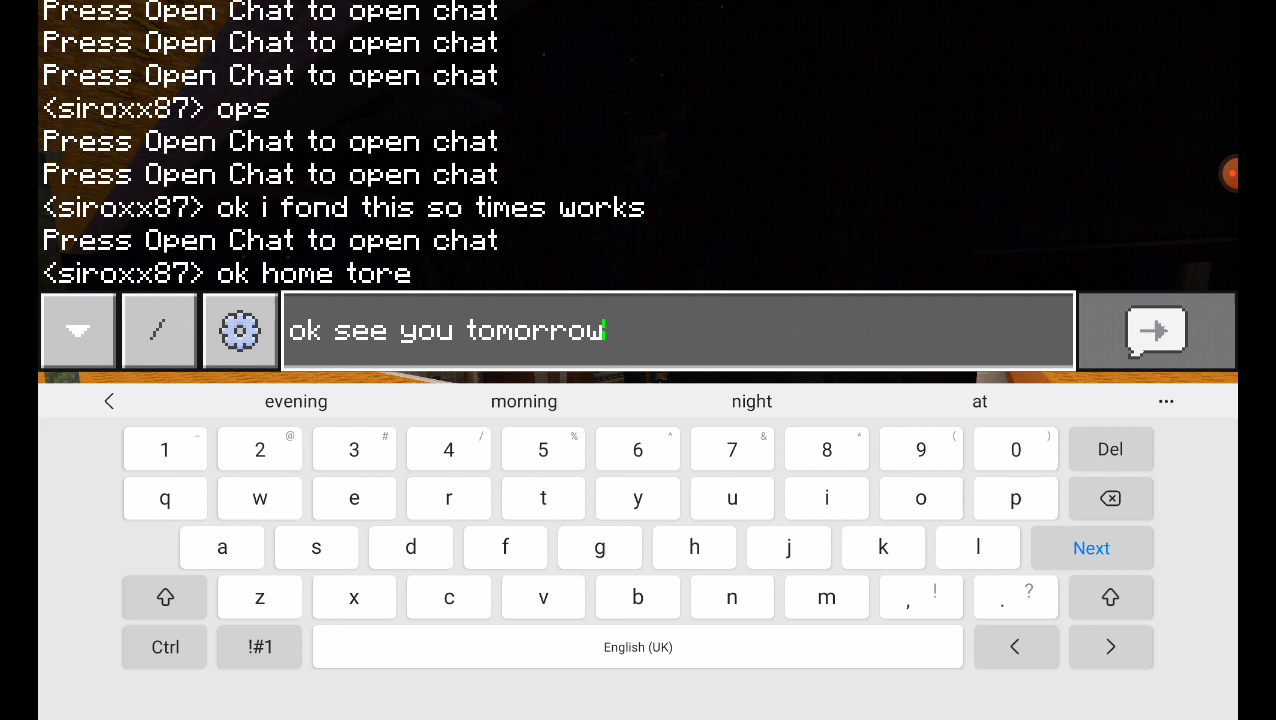 Press Open Chat to open chat
Press Open Chat to open chat
Press Open Chat to open chat
<siroxx87> ops
Press Open Chat to open chat
Press Open Chat to open chat
<siroxx87> ok i fond this so times works
Press Open Chat to open chat
<siroxx87> ok home tore
/ ok see you tomorrow
evening morning night at ...
1 - 2 @ 3 # 4 / 5 % 6 ^ 7 & 8 * 9 ( 0 ) Del
q w e r t y u i o p
a s d f g h j k l Next
z x c v b n m , ! . ?
Ctrl !#1 English (UK) < >